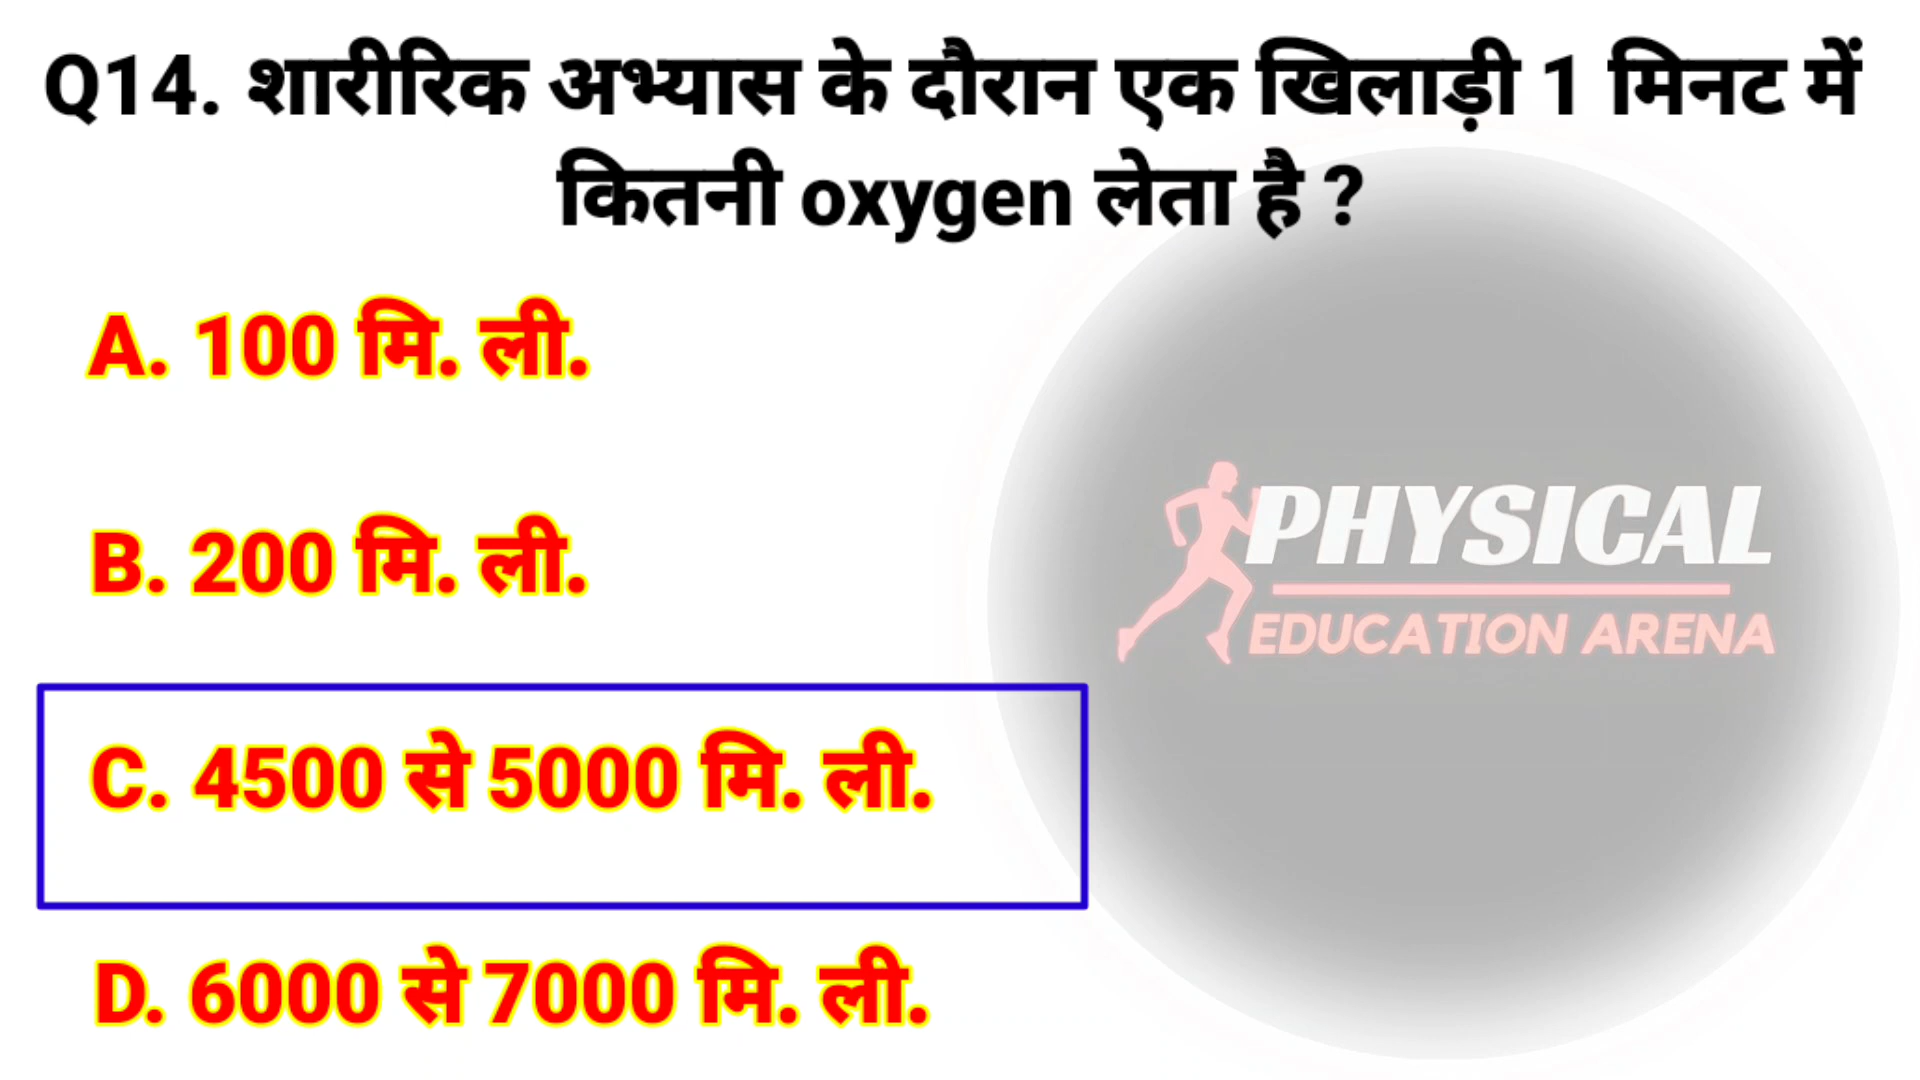 Q14. शारीरिक अभ्यास के दौरान एक खिलाड़ी 1 मिनट में
कितनी oxygen लेता है ?
A. 100 मि. ली.
B. 200 मि. ली.
PHYSICAL
EDUCATION ARENA
C. 4500 से 5000 मि. ली.
D. 6000 से 7000 मि. ली.